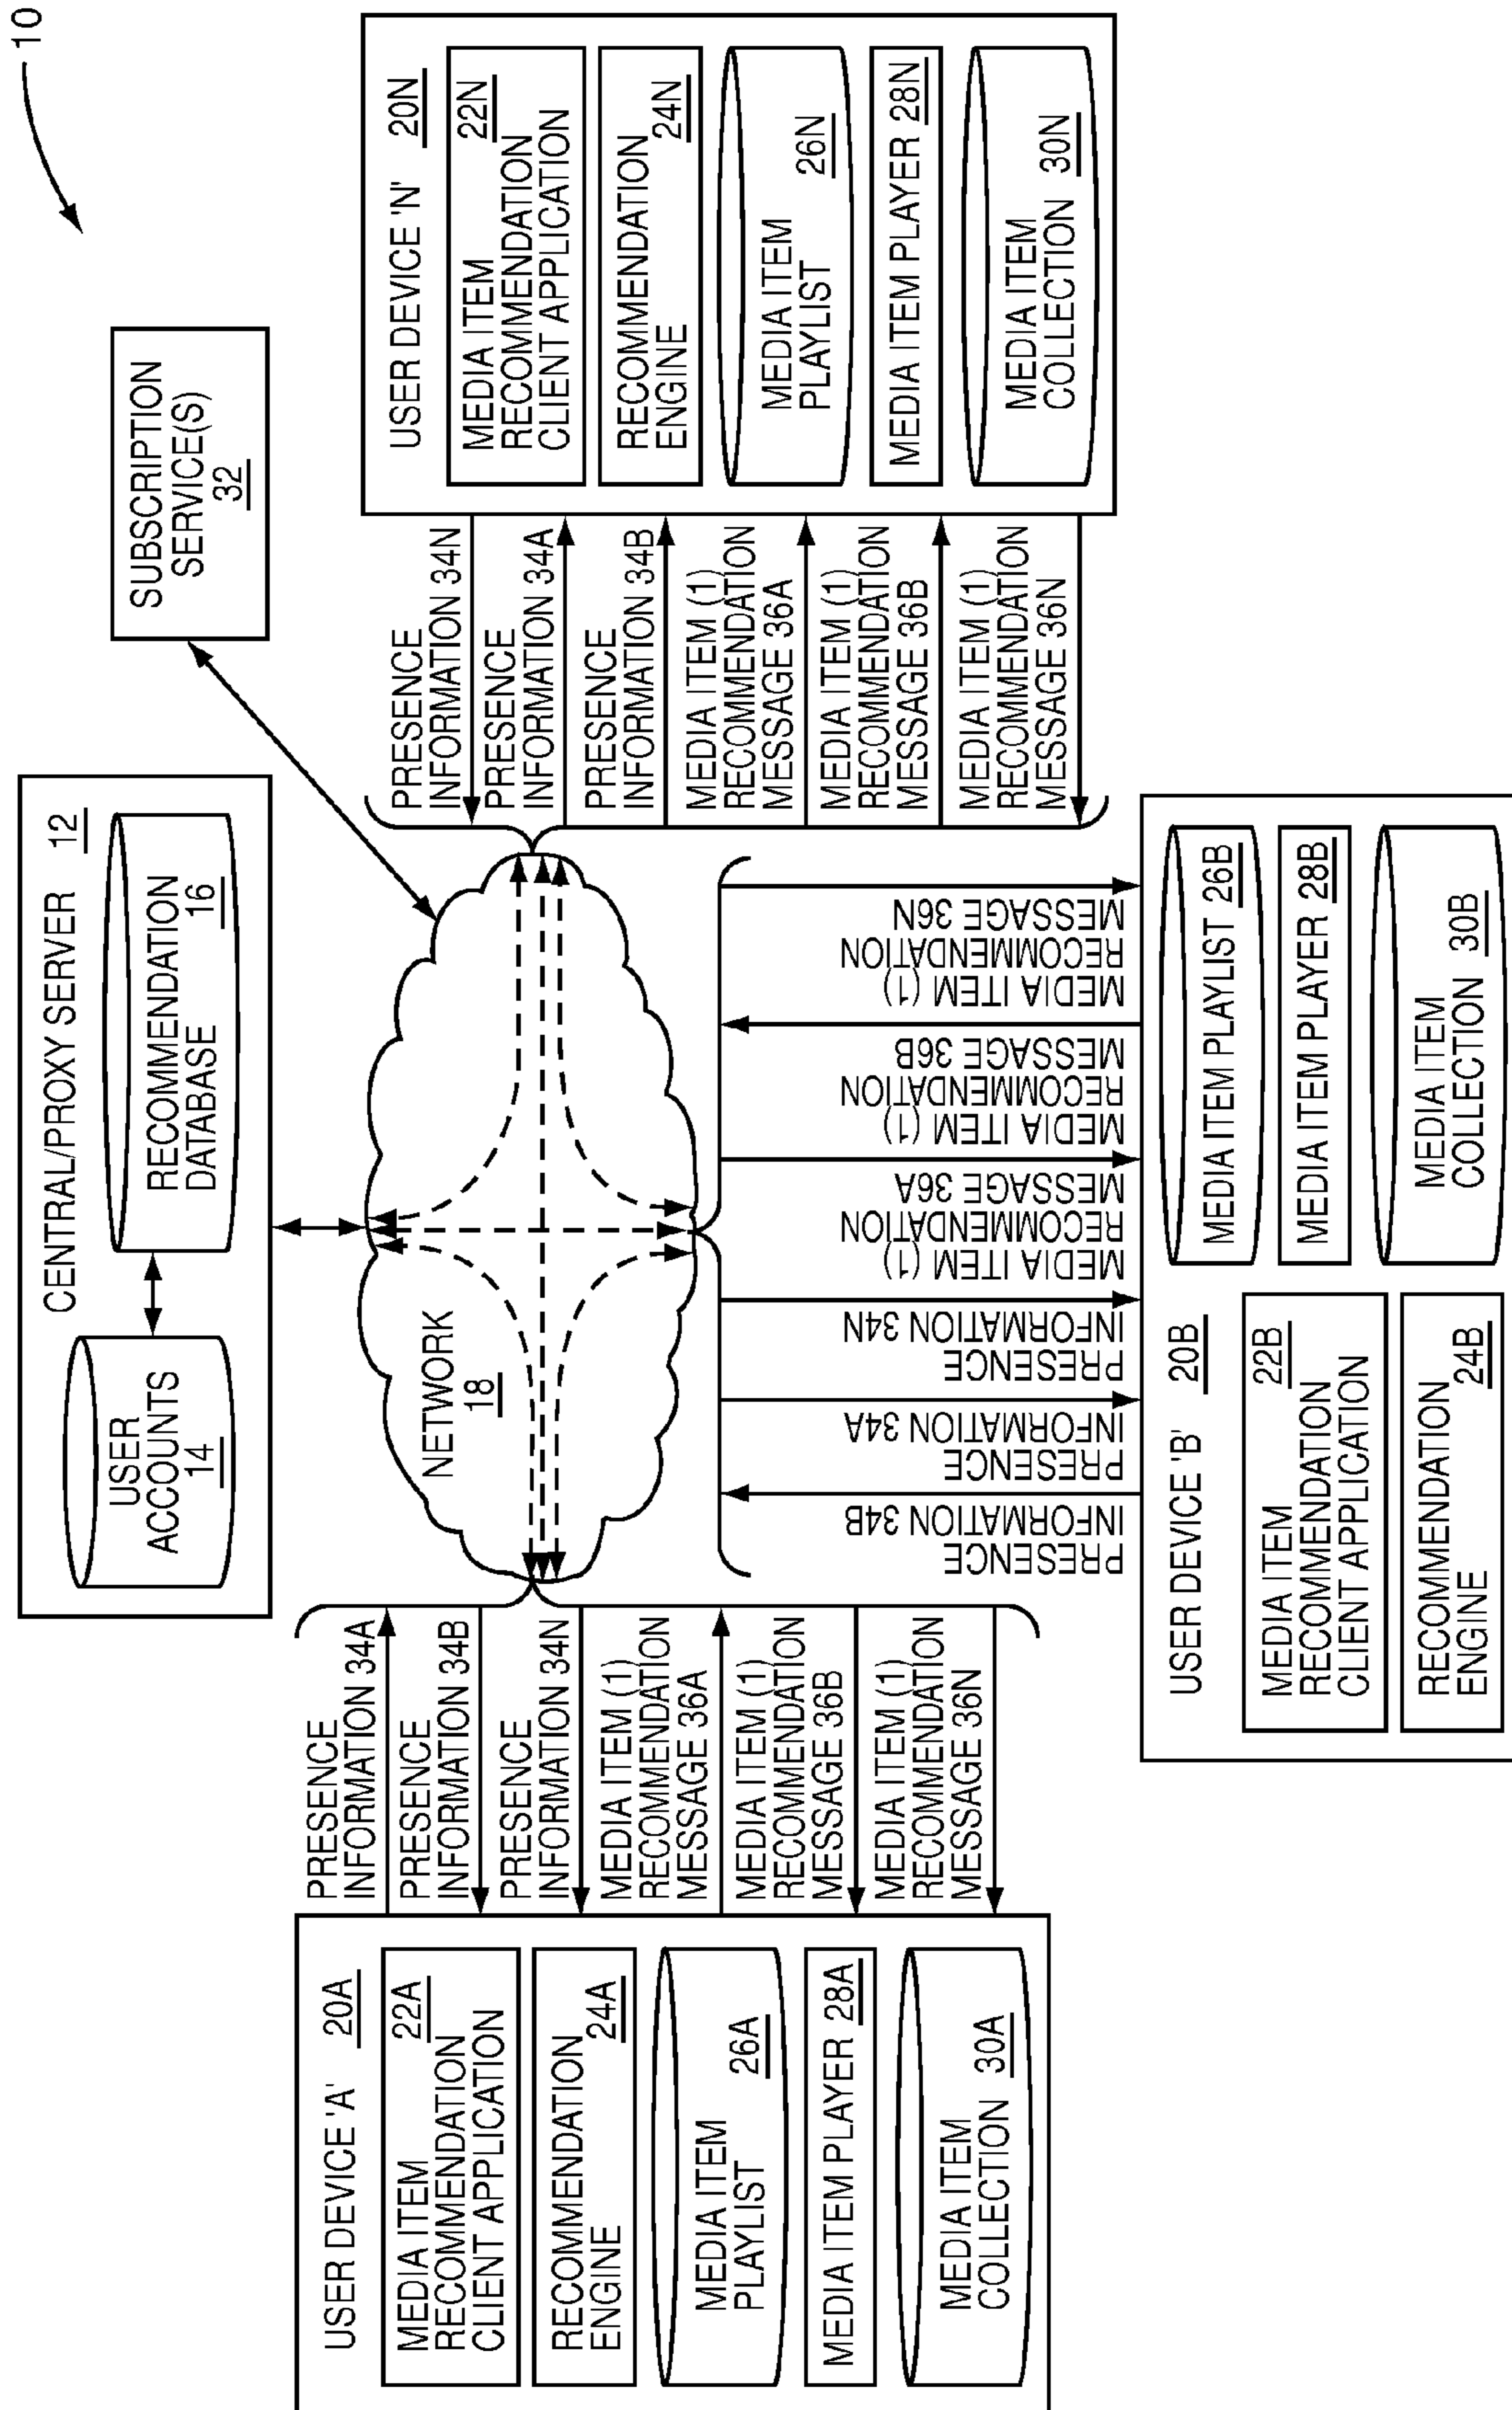 10
CENTRAL/PROXY SERVER 12
USER
ACCOUNTS
14
RECOMMENDATION
DATABASE 16
SUBSCRIPTION
SERVICE(S)
32
NETWORK
18
USER DEVICE 'A' 20A
MEDIA ITEM 22A
RECOMMENDATION
CLIENT APPLICATION
RECOMMENDATION
ENGINE 24A
MEDIA ITEM
PLAYLIST 26A
MEDIA ITEM PLAYER 28A
MEDIA ITEM
COLLECTION 30A
PRESENCE
INFORMATION 34A
PRESENCE
INFORMATION 34B
PRESENCE
INFORMATION 34N
MEDIA ITEM (1)
RECOMMENDATION
MESSAGE 36A
MEDIA ITEM (1)
RECOMMENDATION
MESSAGE 36B
MEDIA ITEM (1)
RECOMMENDATION
MESSAGE 36N
PRESENCE
INFORMATION 34N
PRESENCE
INFORMATION 34A
PRESENCE
INFORMATION 34B
MEDIA ITEM (1)
RECOMMENDATION
MESSAGE 36A
MEDIA ITEM (1)
RECOMMENDATION
MESSAGE 36B
MEDIA ITEM (1)
RECOMMENDATION
MESSAGE 36N
USER DEVICE 'N' 20N
MEDIA ITEM 22N
RECOMMENDATION
CLIENT APPLICATION
RECOMMENDATION
ENGINE 24N
MEDIA ITEM
PLAYLIST 26N
MEDIA ITEM PLAYER 28N
MEDIA ITEM
COLLECTION 30N
PRESENCE
INFORMATION 34B
PRESENCE
INFORMATION 34A
PRESENCE
INFORMATION 34N
MEDIA ITEM (1)
RECOMMENDATION
MESSAGE 36A
MEDIA ITEM (1)
RECOMMENDATION
MESSAGE 36B
MEDIA ITEM (1)
RECOMMENDATION
MESSAGE 36N
USER DEVICE 'B' 20B
MEDIA ITEM 22B
RECOMMENDATION
CLIENT APPLICATION
RECOMMENDATION
ENGINE 24B
MEDIA ITEM PLAYLIST 26B
MEDIA ITEM PLAYER 28B
MEDIA ITEM
COLLECTION 30B